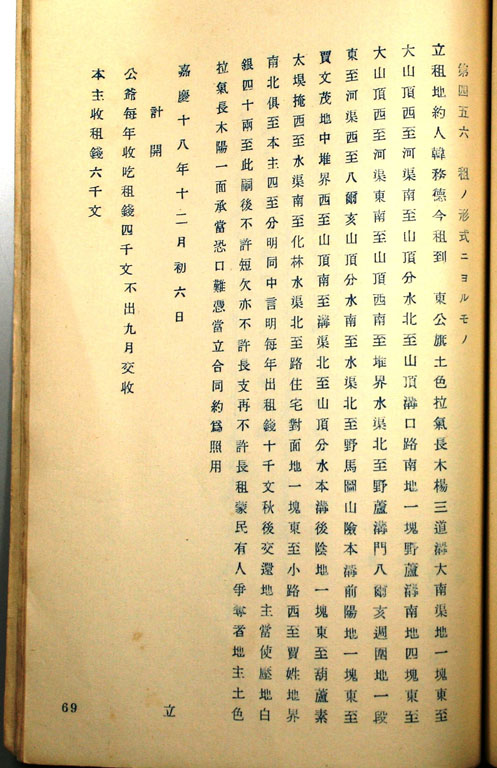 第四五六　租ノ形式ニヨルモノ
立租地約人韓務德今租到　東公旗土色拉氣長木楊三道溝大南渠地一塊東至
大山頂西至河渠南至山頂分水北至山頂溝口路南地一塊野蘆溝南地四塊東至
大山頂西至河渠東南至山頂西南至堆界水渠北至野蘆溝門八爾亥週圍地一段
東至河渠西至八爾亥山頂分水南至水渠北至野馬圖山險本溝前陽地一塊東至
賈文茂地中堆界西至山頂南至溝渠北至山頂分水本溝後陰地一塊東至葫蘆素
太埧掩西至水渠南至化林水渠北至路住宅對面地一塊東至小路西至賈姓地界
南北俱至本主四至分明同中言明每年出租錢十千文秋後交還地主當使壓地白
銀四十兩至此嗣後不許短欠亦不許長支再不許長租蒙民有人爭奪者地主土色
拉氣長木陽一面承當恐口難憑當立合同約爲照用
嘉慶十八年十二月初六日　立
計開
公爺每年收吃租錢四千文不出九月交收
本主收租錢六千文
69